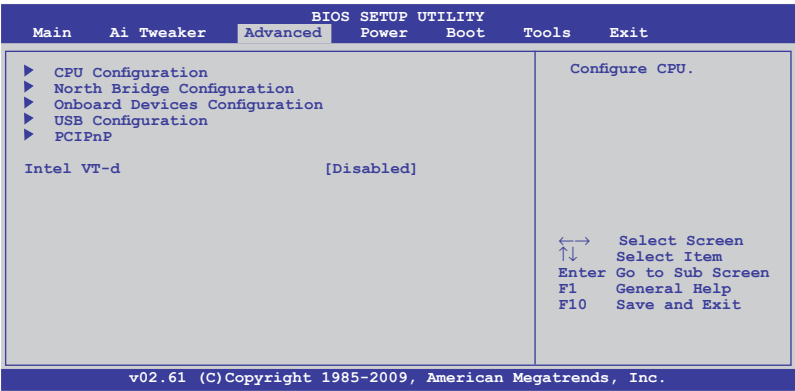 BIOS SETUP UTILITY
Main Ai Tweaker Advanced Power Boot Tools Exit
CPU Configuration
North Bridge Configuration
Onboard Devices Configuration
USB Configuration
PCIPnP
Intel VT-d [Disabled]
Configure CPU.
←→ Select Screen
↑↓ Select Item
Enter Go to Sub Screen
F1 General Help
F10 Save and Exit
v02.61 (C)Copyright 1985-2009, American Megatrends, Inc.